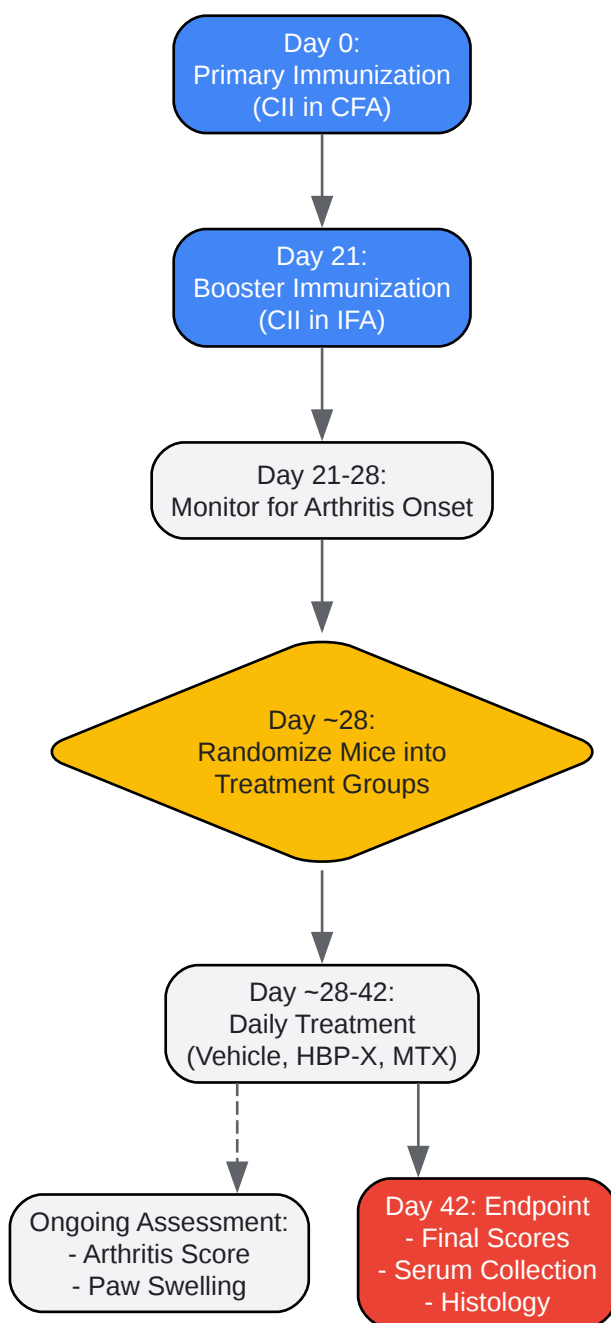 Day 0:
Primary Immunization
(CII in CFA)
Day 21:
Booster Immunization
(CII in IFA)
Day 21-28:
Monitor for Arthritis Onset
Day ~28:
Randomize Mice into
Treatment Groups
Day ~28-42:
Daily Treatment
(Vehicle, HBP-X, MTX)
Ongoing Assessment:
- Arthritis Score
- Paw Swelling
Day 42: Endpoint
- Final Scores
- Serum Collection
- Histology